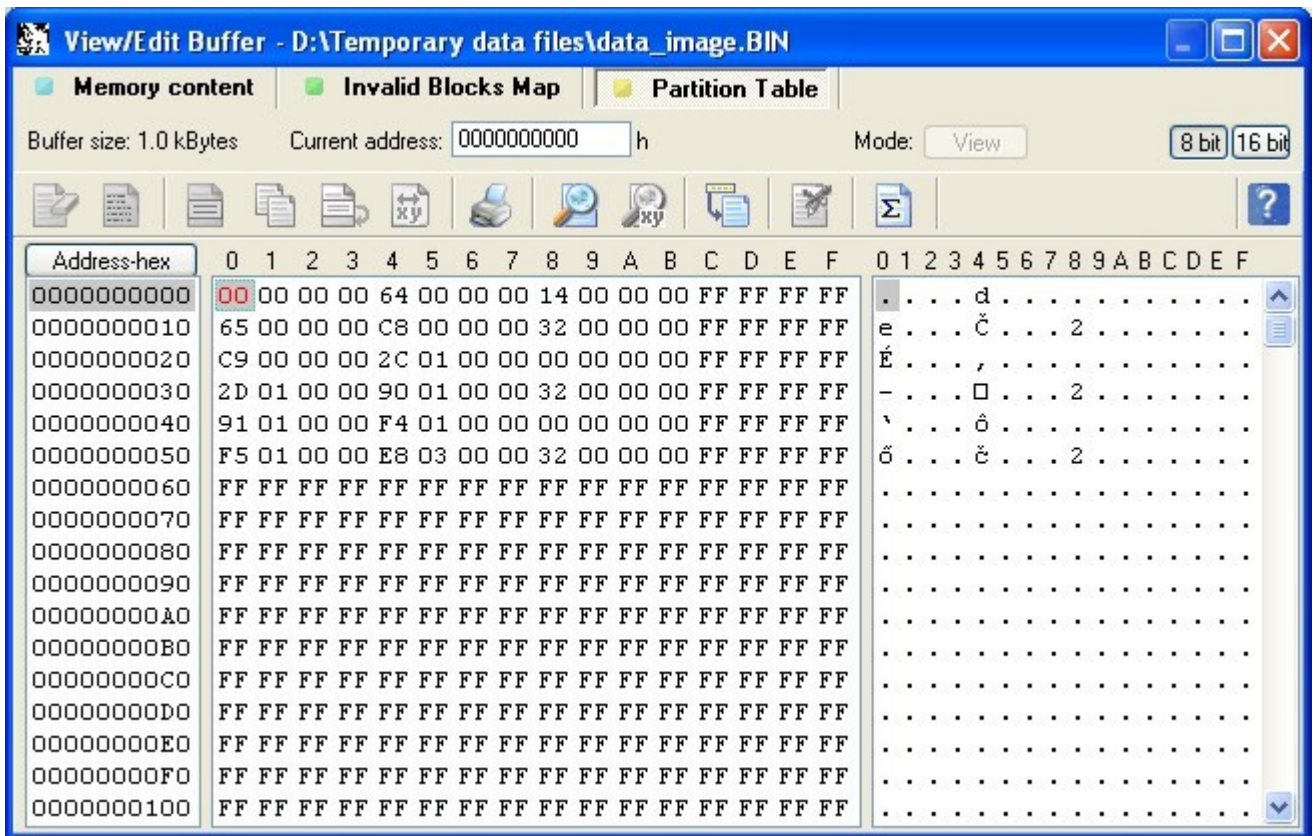 View/Edit Buffer - D:\Temporary data files\data_image.BIN
Memory content Invalid Blocks Map Partition Table
Buffer size: 1.0 kBytes Current address: 0000000000 h Mode: View 8 bit 16 bit
xy xy Σ ?
Address-hex 0 1 2 3 4 5 6 7 8 9 A B C D E F 0 1 2 3 4 5 6 7 8 9 A B C D E F
0000000000 00 00 00 00 64 00 00 00 14 00 00 00 FF FF FF FF . . . . d . . . . . . . . . . .
0000000010 65 00 00 00 C8 00 00 00 32 00 00 00 FF FF FF FF e . . . Č . . . 2 . . . . . . .
0000000020 C9 00 00 00 2C 01 00 00 00 00 00 00 FF FF FF FF É . . . , . . . . . . . . . . .
0000000030 2D 01 00 00 90 01 00 00 32 00 00 00 FF FF FF FF - . . . □ . . . 2 . . . . . . .
0000000040 91 01 00 00 F4 01 00 00 00 00 00 00 FF FF FF FF ‘ . . . ô . . . . . . . . . . .
0000000050 F5 01 00 00 E8 03 00 00 32 00 00 00 FF FF FF FF ő . . . č . . . 2 . . . . . . .
0000000060 FF FF FF FF FF FF FF FF FF FF FF FF FF FF FF FF . . . . . . . . . . . . . . . .
0000000070 FF FF FF FF FF FF FF FF FF FF FF FF FF FF FF FF . . . . . . . . . . . . . . . .
0000000080 FF FF FF FF FF FF FF FF FF FF FF FF FF FF FF FF . . . . . . . . . . . . . . . .
0000000090 FF FF FF FF FF FF FF FF FF FF FF FF FF FF FF FF . . . . . . . . . . . . . . . .
00000000A0 FF FF FF FF FF FF FF FF FF FF FF FF FF FF FF FF . . . . . . . . . . . . . . . .
00000000B0 FF FF FF FF FF FF FF FF FF FF FF FF FF FF FF FF . . . . . . . . . . . . . . . .
00000000C0 FF FF FF FF FF FF FF FF FF FF FF FF FF FF FF FF . . . . . . . . . . . . . . . .
00000000D0 FF FF FF FF FF FF FF FF FF FF FF FF FF FF FF FF . . . . . . . . . . . . . . . .
00000000E0 FF FF FF FF FF FF FF FF FF FF FF FF FF FF FF FF . . . . . . . . . . . . . . . .
00000000F0 FF FF FF FF FF FF FF FF FF FF FF FF FF FF FF FF . . . . . . . . . . . . . . . .
0000000100 FF FF FF FF FF FF FF FF FF FF FF FF FF FF FF FF . . . . . . . . . . . . . . . .